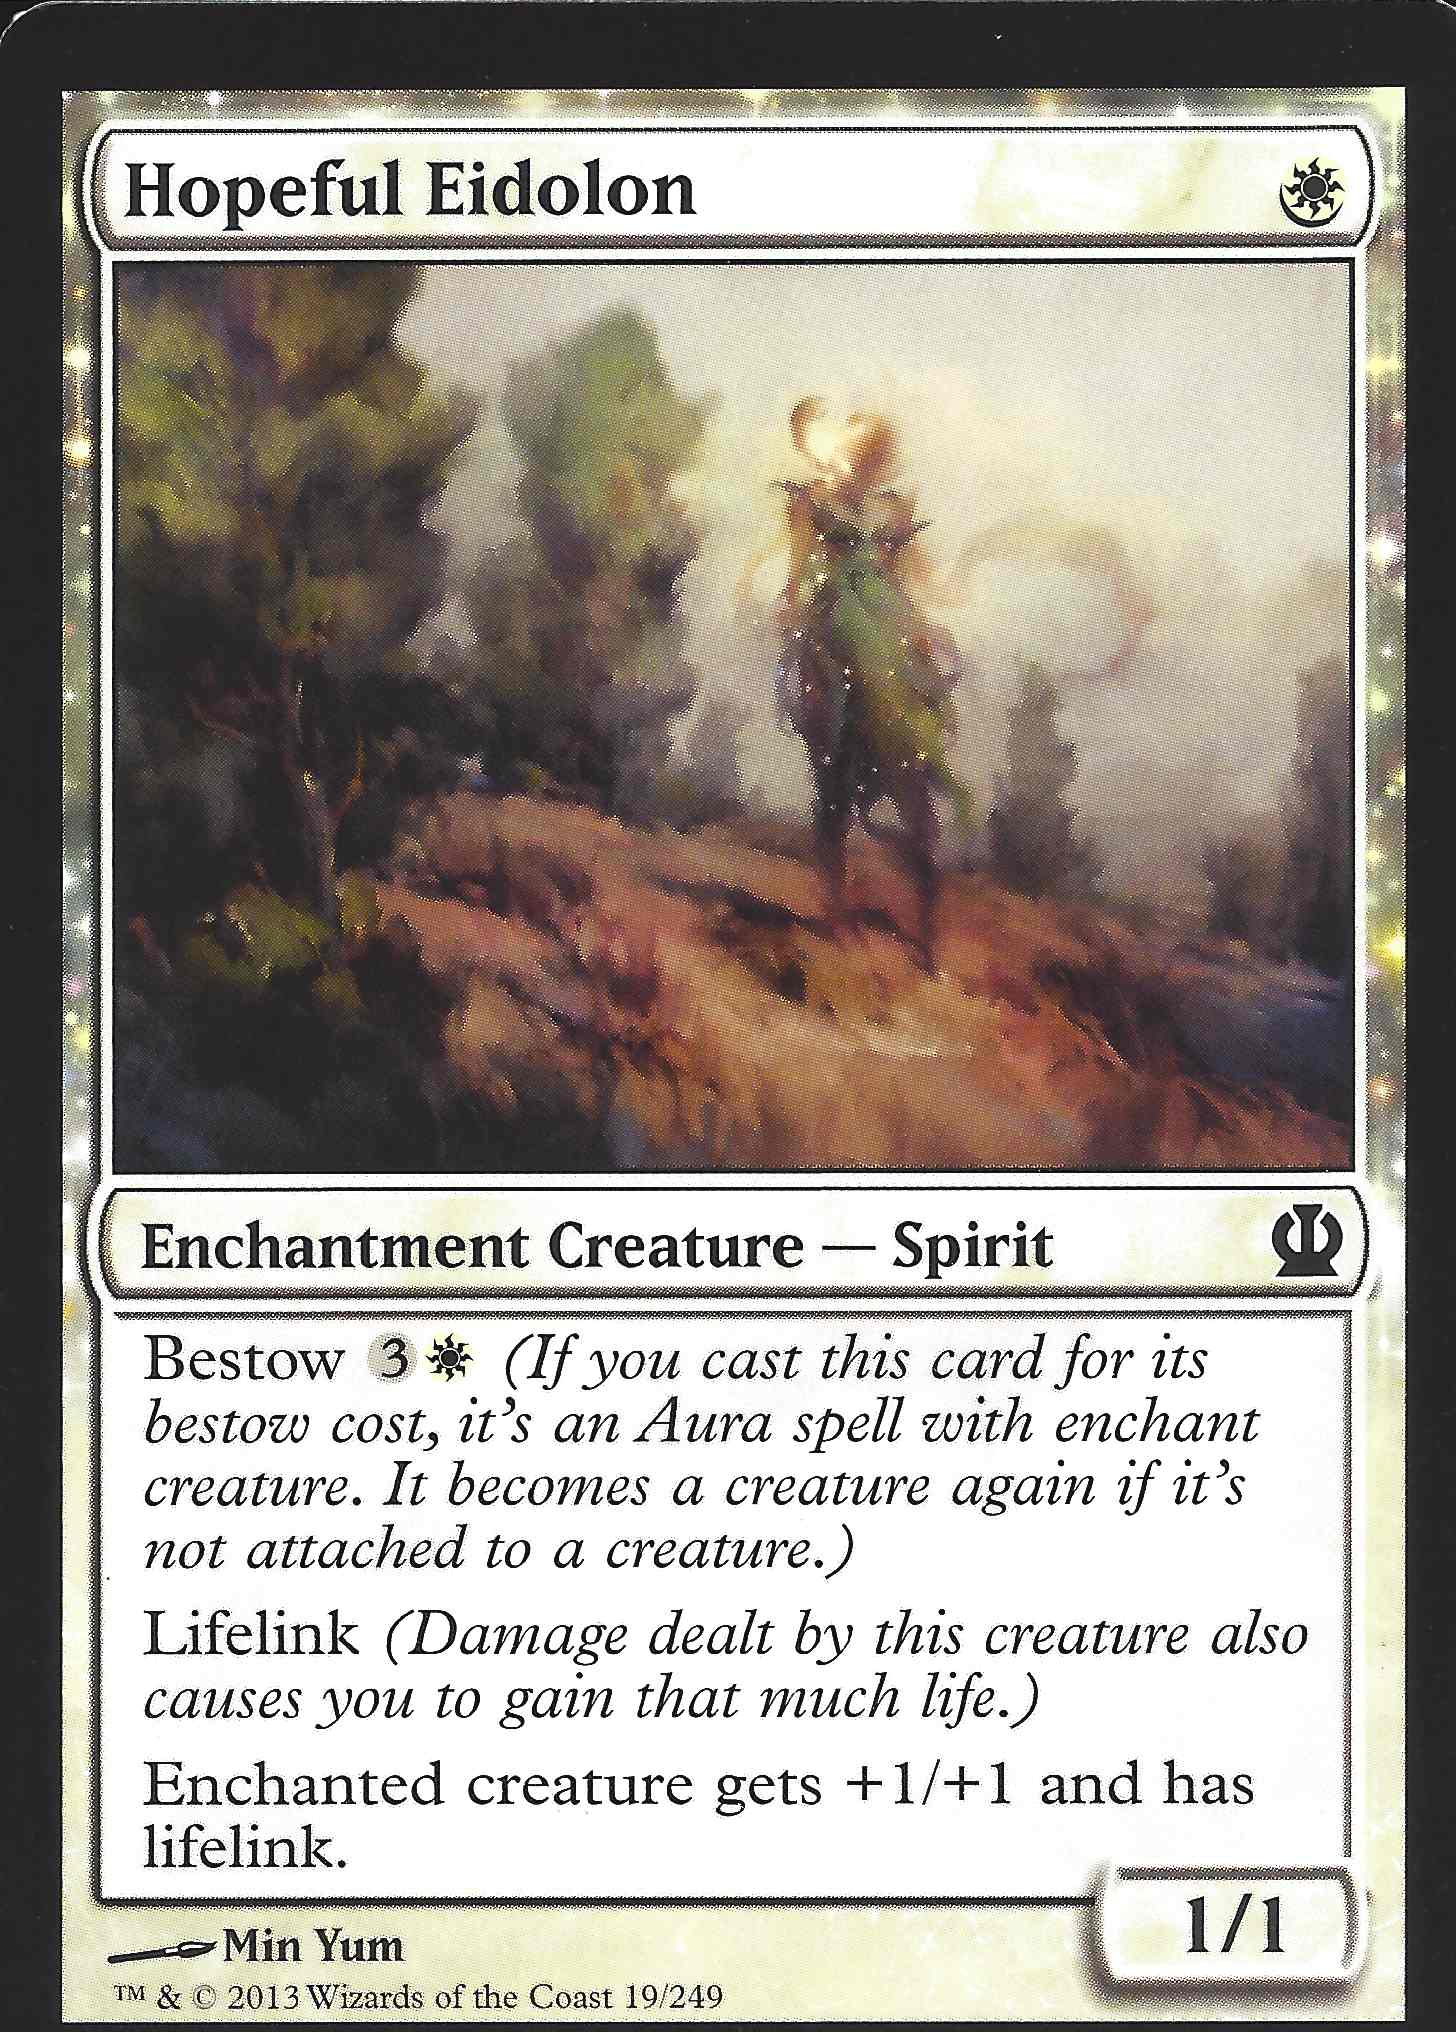 Hopeful Eidolon
Enchantment Creature — Spirit
Bestow 3 (If you cast this card for its
bestow cost, it's an Aura spell with enchant
creature. It becomes a creature again if it's
not attached to a creature.)
Lifelink (Damage dealt by this creature also
causes you to gain that much life.)
Enchanted creature gets +1/+1 and has
lifelink.
1/1
Min Yum
™ & © 2013 Wizards of the Coast 19/249